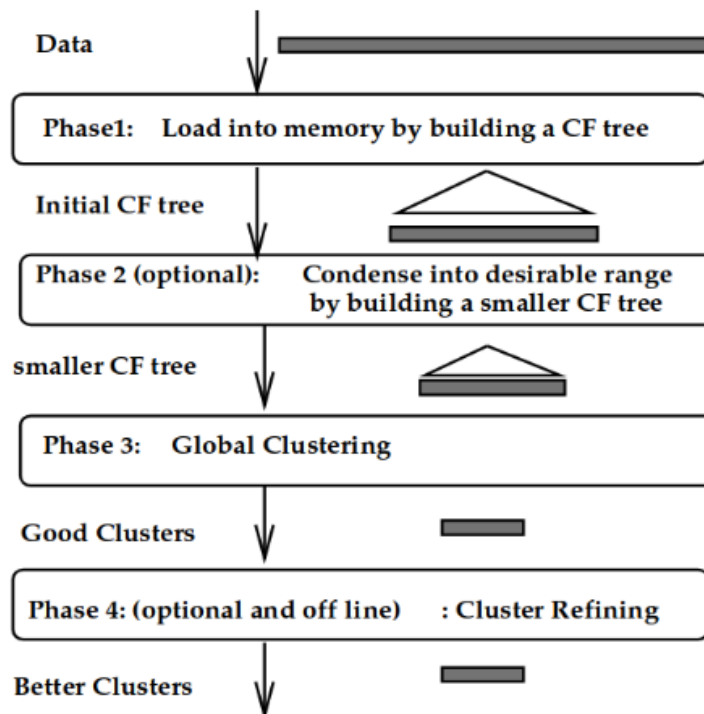 Data
Phase1: Load into memory by building a CF tree
Initial CF tree
Phase 2 (optional): Condense into desirable range
by building a smaller CF tree
smaller CF tree
Phase 3: Global Clustering
Good Clusters
Phase 4: (optional and off line) : Cluster Refining
Better Clusters